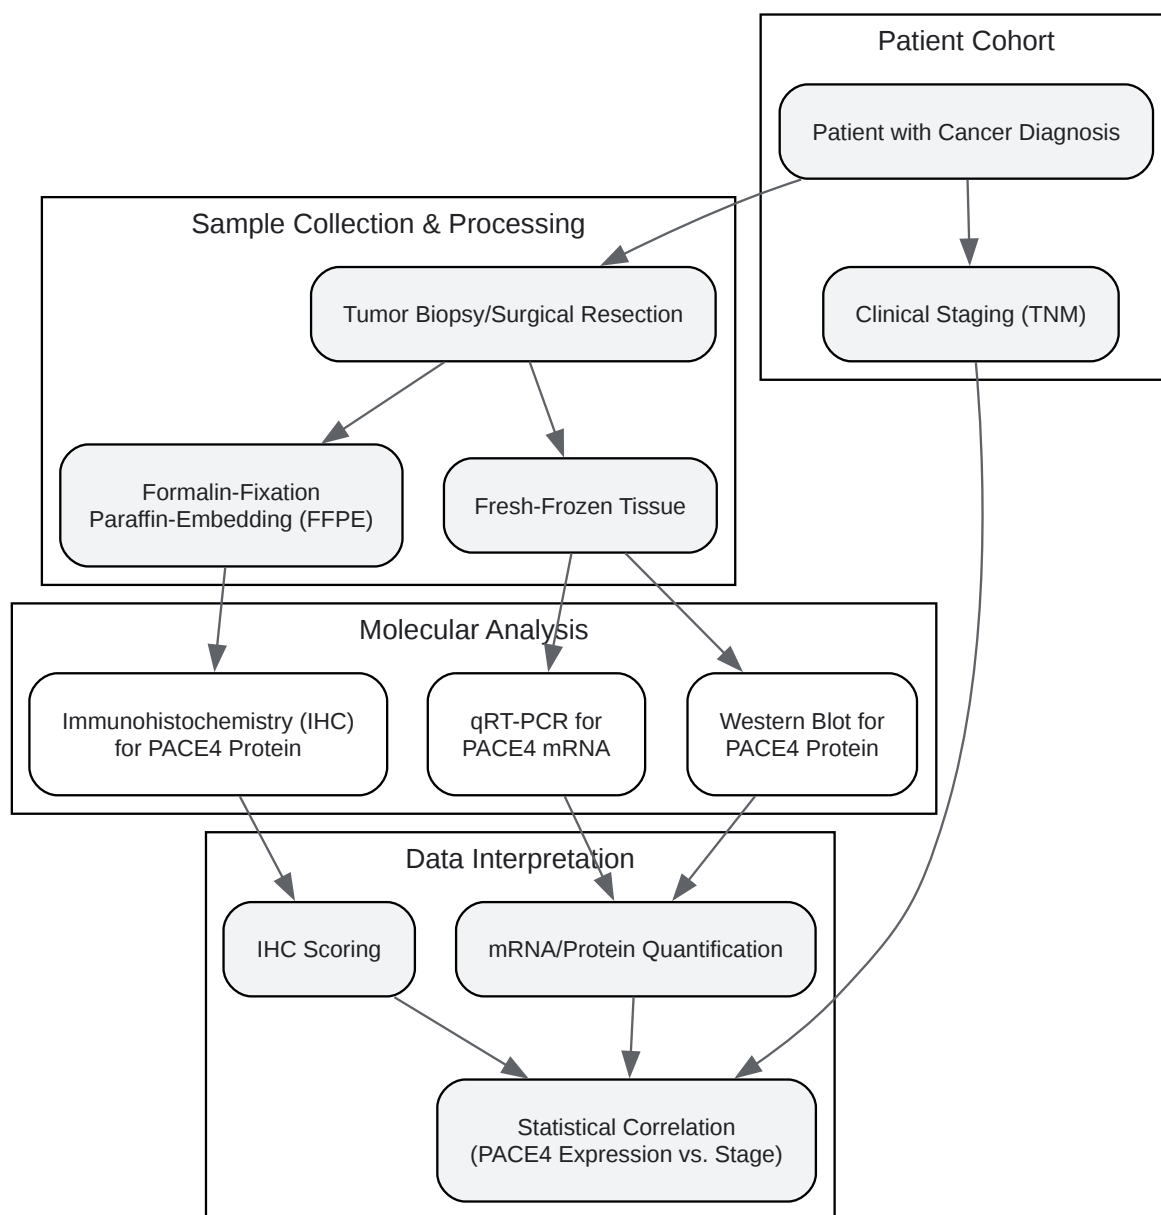 Patient Cohort
Patient with Cancer Diagnosis
Sample Collection & Processing
Tumor Biopsy/Surgical Resection
Clinical Staging (TNM)
Formalin-Fixation
Paraffin-Embedding (FFPE)
Fresh-Frozen Tissue
Molecular Analysis
Immunohistochemistry (IHC)
for PACE4 Protein
qRT-PCR for
PACE4 mRNA
Western Blot for
PACE4 Protein
Data Interpretation
IHC Scoring
mRNA/Protein Quantification
Statistical Correlation
(PACE4 Expression vs. Stage)